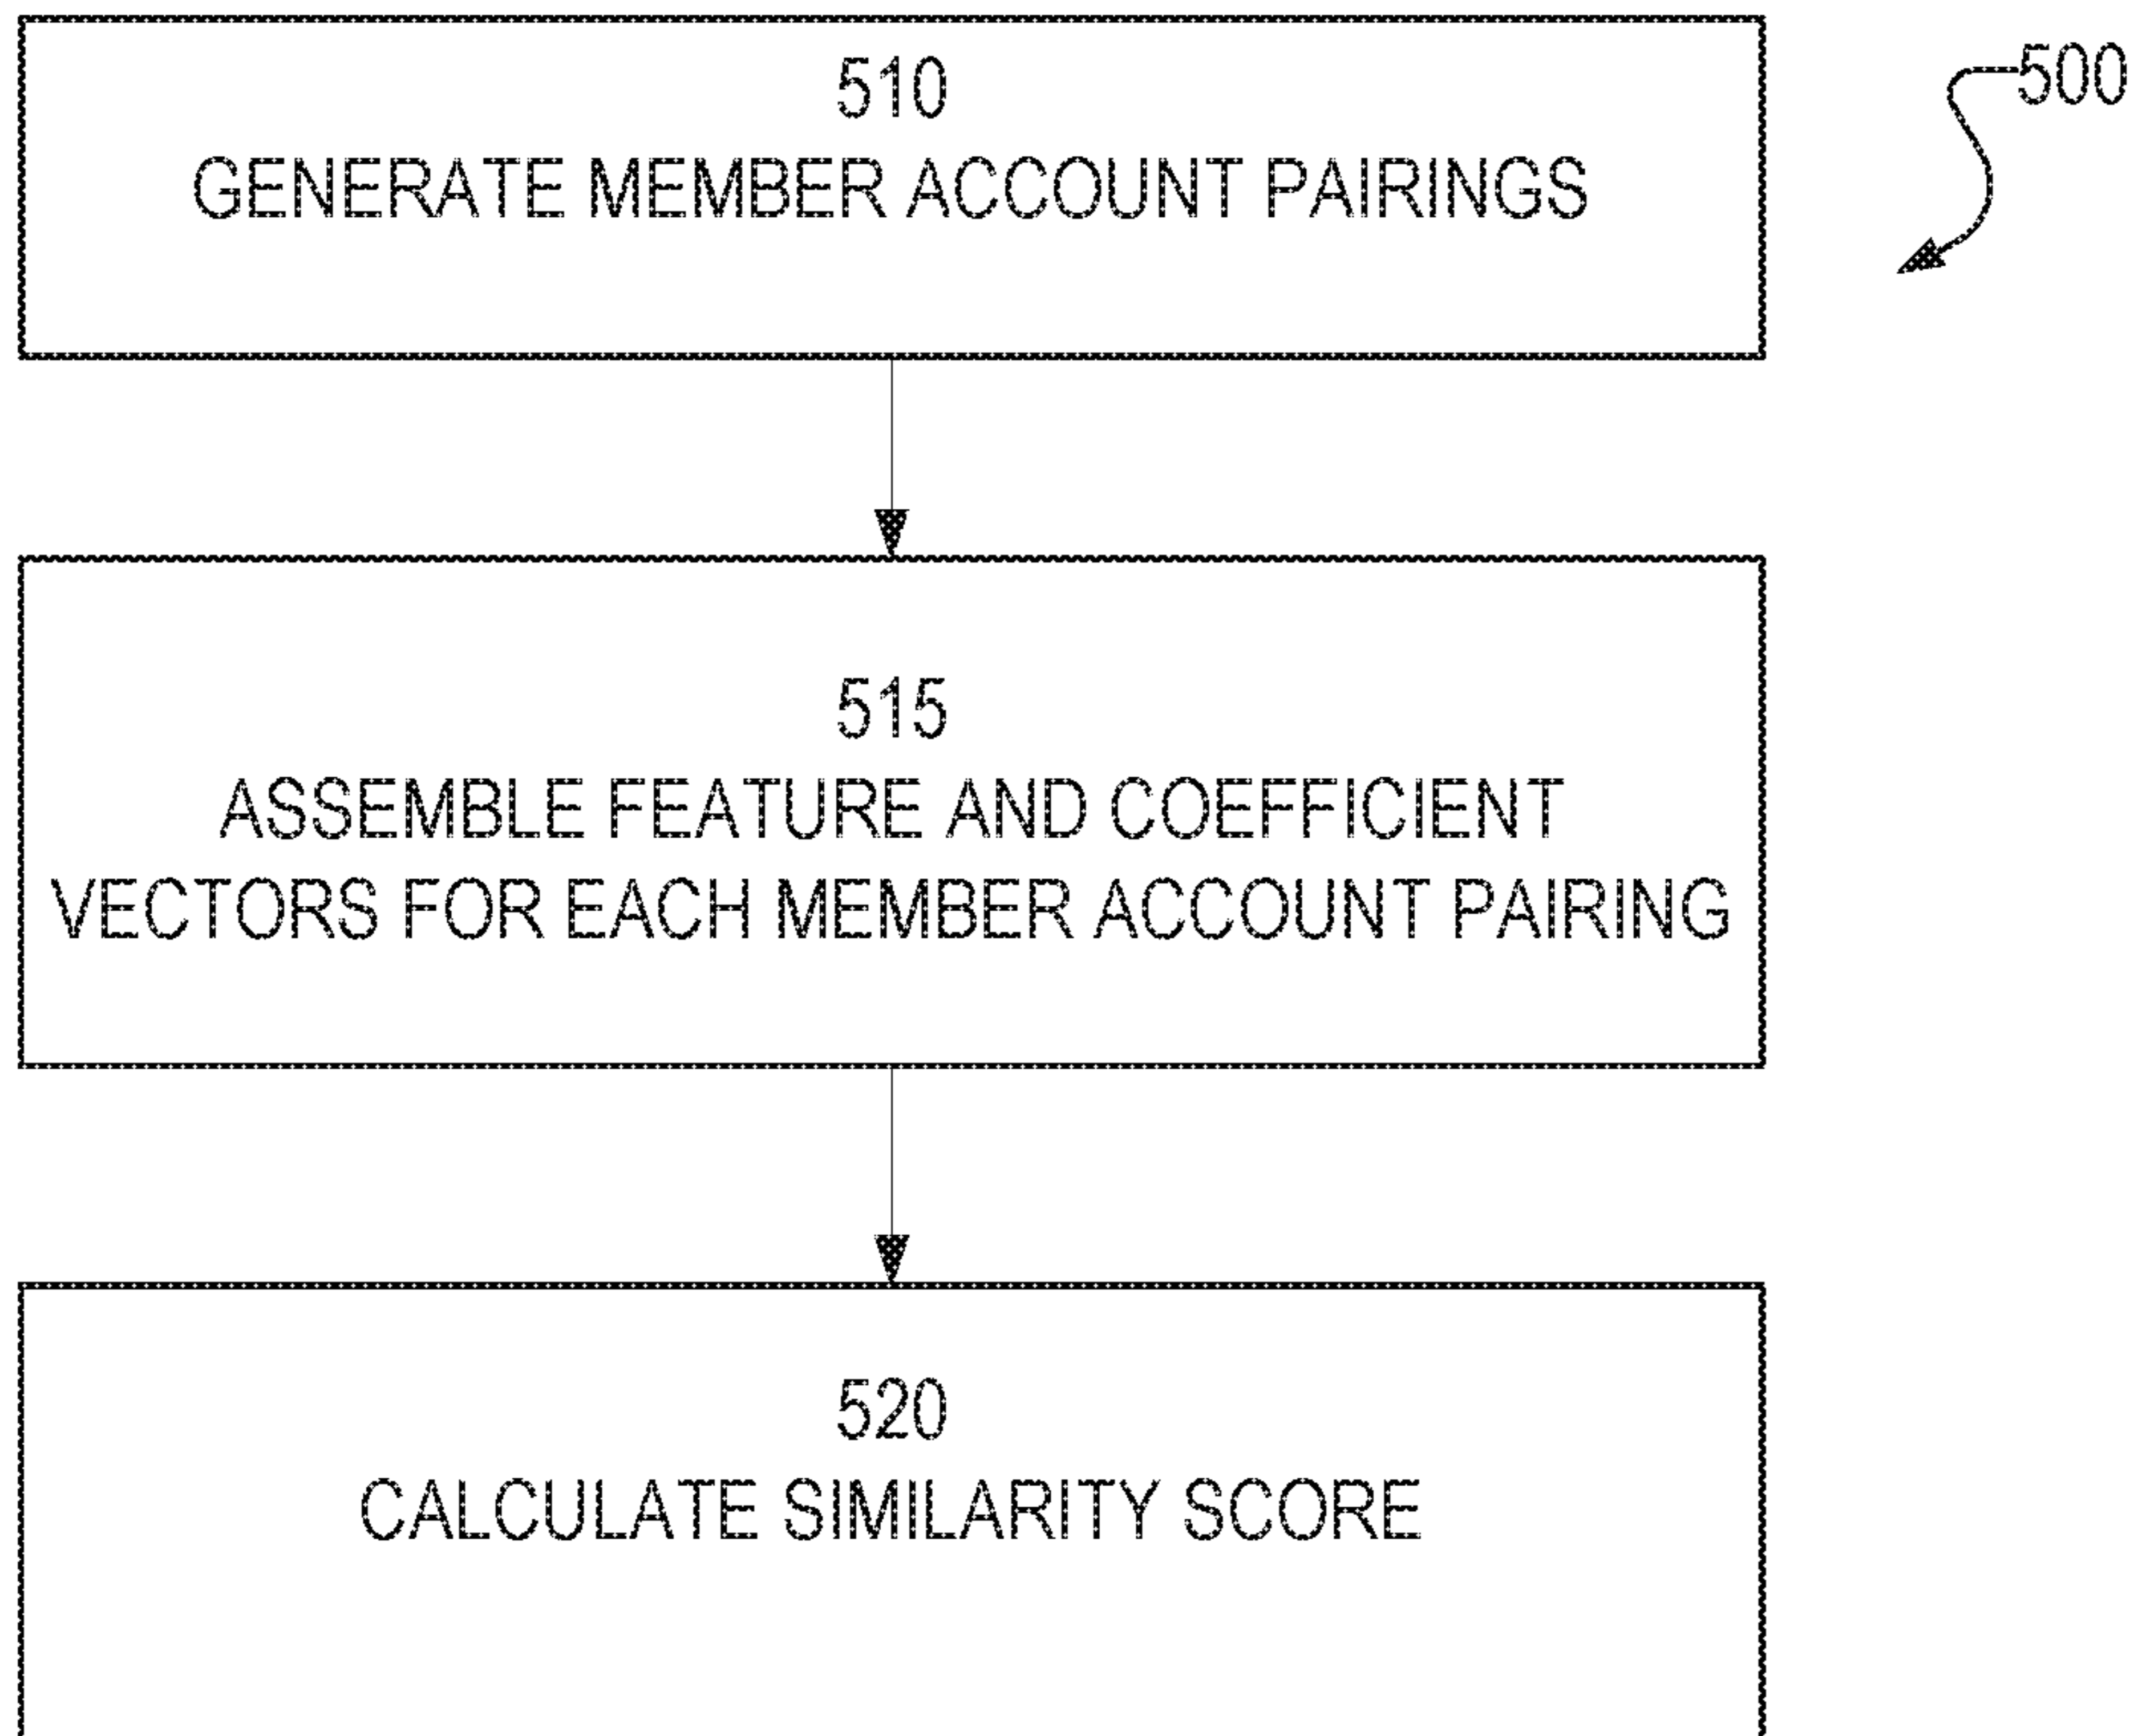 510
GENERATE MEMBER ACCOUNT PAIRINGS
500
515
ASSEMBLE FEATURE AND COEFFICIENT
VECTORS FOR EACH MEMBER ACCOUNT PAIRING
520
CALCULATE SIMILARITY SCORE